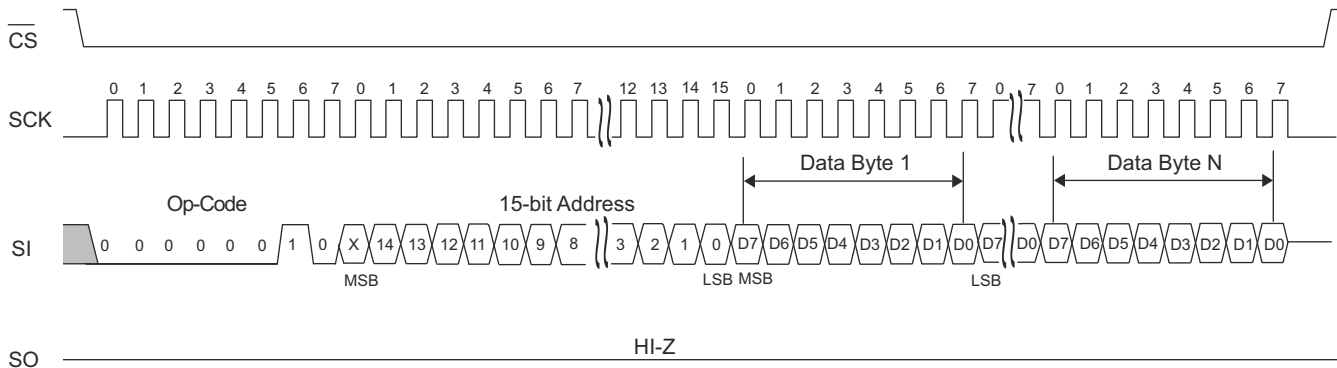 CS
0 1 2 3 4 5 6 7 0 1 2 3 4 5 6 7 12 13 14 15 0 1 2 3 4 5 6 7 0 7 0 1 2 3 4 5 6 7
SCK
Data Byte 1 Data Byte N
Op-Code 15-bit Address
SI 0 0 0 0 0 0 1 0 X 14 13 12 11 10 9 8 3 2 1 0 D7 D6 D5 D4 D3 D2 D1 D0 D7 D0 D7 D6 D5 D4 D3 D2 D1 D0
MSB LSB MSB LSB
HI-Z
SO